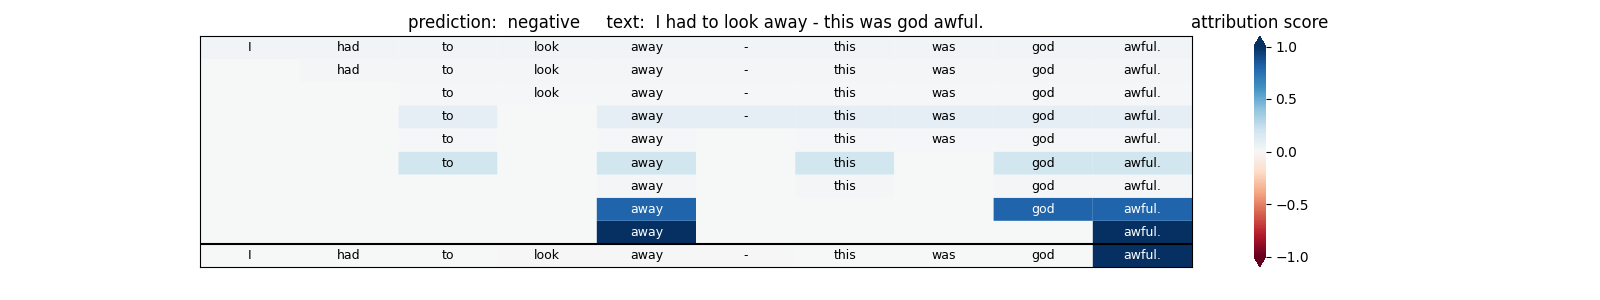 prediction:  negative     text:  I had to look away - this was god awful.     attribution score
I had to look away - this was god awful. 1.0
had to look away - this was god awful.
to look away - this was god awful.
0.5
to away - this was god awful.
to away this was god awful.
0.0
to away this god awful.
away this god awful.
away god awful. −0.5
away awful.
I had to look away - this was god awful. −1.0